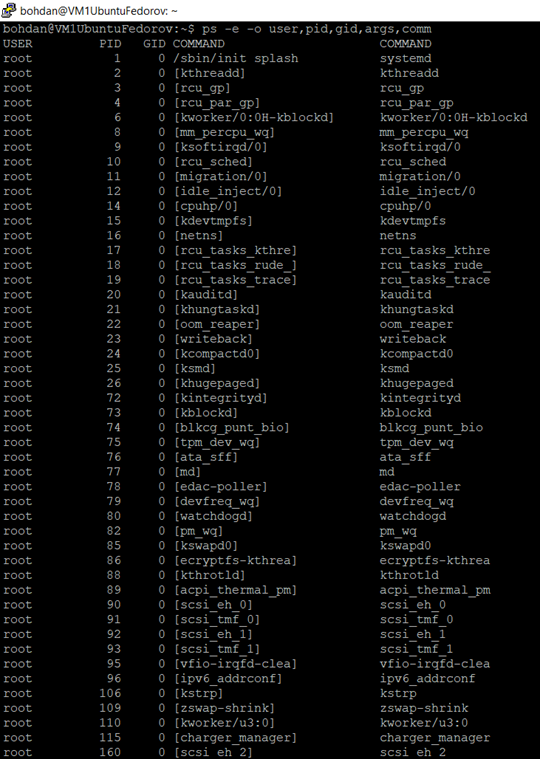 bohdan@VM1UbuntuFedorov: ~
bohdan@VM1UbuntuFedorov:~$ ps -e -o user,pid,gid,args,comm
USER PID GID COMMAND COMMAND
root 1 0 /sbin/init splash systemd
root 2 0 [kthreadd] kthreadd
root 3 0 [rcu_gp] rcu_gp
root 4 0 [rcu_par_gp] rcu_par_gp
root 6 0 [kworker/0:0H-kblockd] kworker/0:0H-kblockd
root 8 0 [mm_percpu_wq] mm_percpu_wq
root 9 0 [ksoftirqd/0] ksoftirqd/0
root 10 0 [rcu_sched] rcu_sched
root 11 0 [migration/0] migration/0
root 12 0 [idle_inject/0] idle_inject/0
root 14 0 [cpuhp/0] cpuhp/0
root 15 0 [kdevtmpfs] kdevtmpfs
root 16 0 [netns] netns
root 17 0 [rcu_tasks_kthre] rcu_tasks_kthre
root 18 0 [rcu_tasks_rude_] rcu_tasks_rude_
root 19 0 [rcu_tasks_trace] rcu_tasks_trace
root 20 0 [kauditd] kauditd
root 21 0 [khungtaskd] khungtaskd
root 22 0 [oom_reaper] oom_reaper
root 23 0 [writeback] writeback
root 24 0 [kcompactd0] kcompactd0
root 25 0 [ksmd] ksmd
root 26 0 [khugepaged] khugepaged
root 72 0 [kintegrityd] kintegrityd
root 73 0 [kblockd] kblockd
root 74 0 [blkcg_punt_bio] blkcg_punt_bio
root 75 0 [tpm_dev_wq] tpm_dev_wq
root 76 0 [ata_sff] ata_sff
root 77 0 [md] md
root 78 0 [edac-poller] edac-poller
root 79 0 [devfreq_wq] devfreq_wq
root 80 0 [watchdogd] watchdogd
root 82 0 [pm_wq] pm_wq
root 85 0 [kswapd0] kswapd0
root 86 0 [ecryptfs-kthrea] ecryptfs-kthrea
root 88 0 [kthrotld] kthrotld
root 89 0 [acpi_thermal_pm] acpi_thermal_pm
root 90 0 [scsi_eh_0] scsi_eh_0
root 91 0 [scsi_tmf_0] scsi_tmf_0
root 92 0 [scsi_eh_1] scsi_eh_1
root 93 0 [scsi_tmf_1] scsi_tmf_1
root 95 0 [vfio-irqfd-clea] vfio-irqfd-clea
root 96 0 [ipv6_addrconf] ipv6_addrconf
root 106 0 [kstrp] kstrp
root 109 0 [zswap-shrink] zswap-shrink
root 110 0 [kworker/u3:0] kworker/u3:0
root 115 0 [charger_manager] charger_manager
root 160 0 [scsi_eh_2] scsi_eh_2